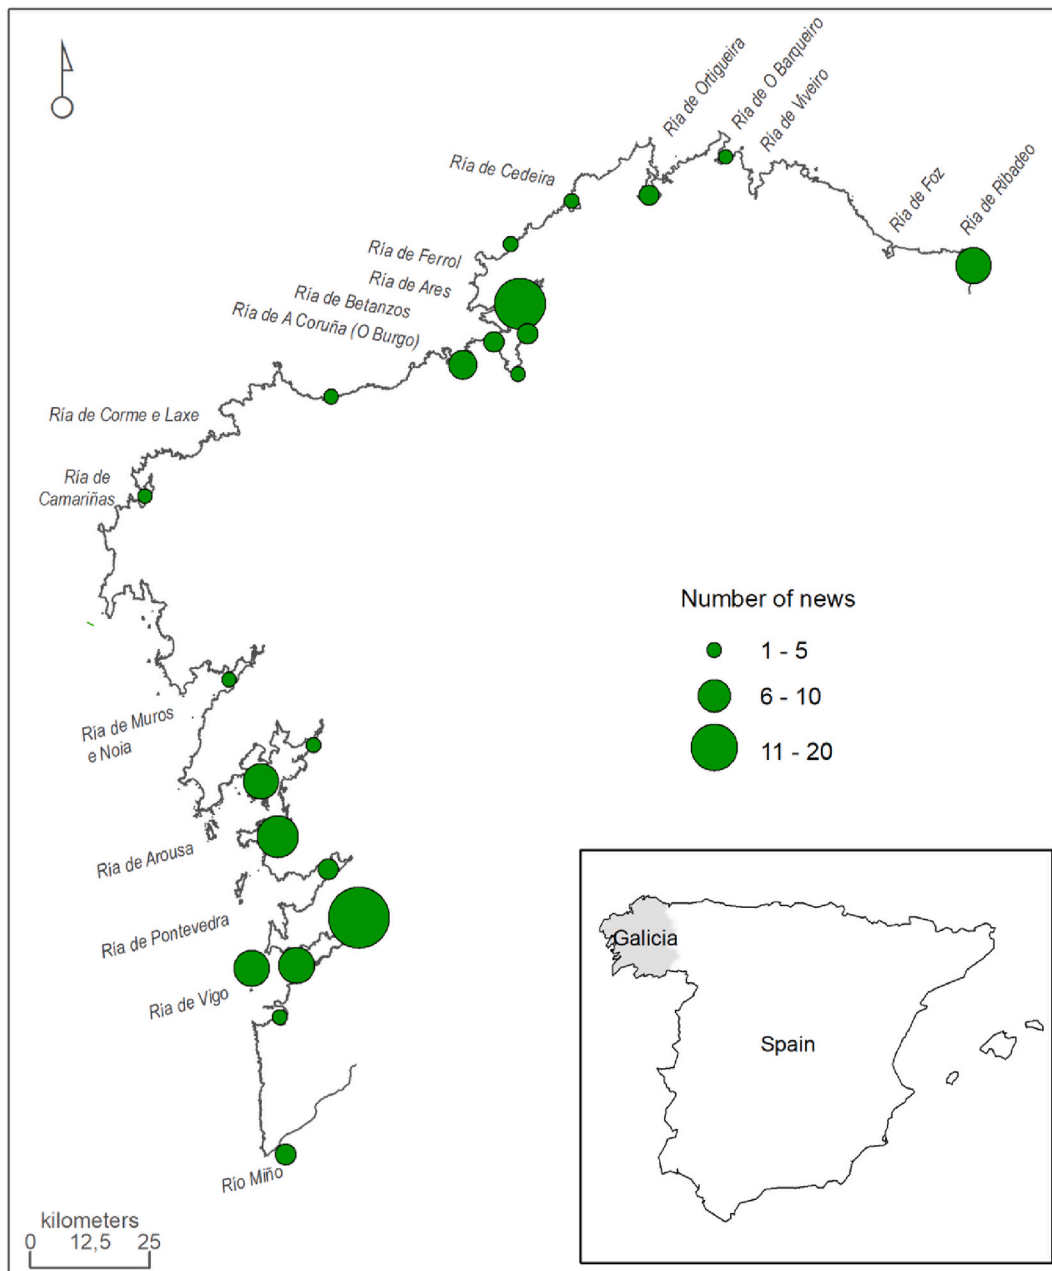 Ría de Ortigueira
Ría de O Barqueiro
Ría de Viveiro
Ría de Cedeira
Ría de Foz
Ría de Ribadeo
Ría de Ferrol
Ría de Ares
Ría de Betanzos
Ría de A Coruña (O Burgo)
Ría de Corme e Laxe
Ría de
Camariñas
Number of news
1 - 5
6 - 10
11 - 20
Ría de Muros
e Noia
Ría de Arousa
Ría de Pontevedra
Ría de Vigo
Río Miño
Galicia
Spain
kilometers
0 12,5 25